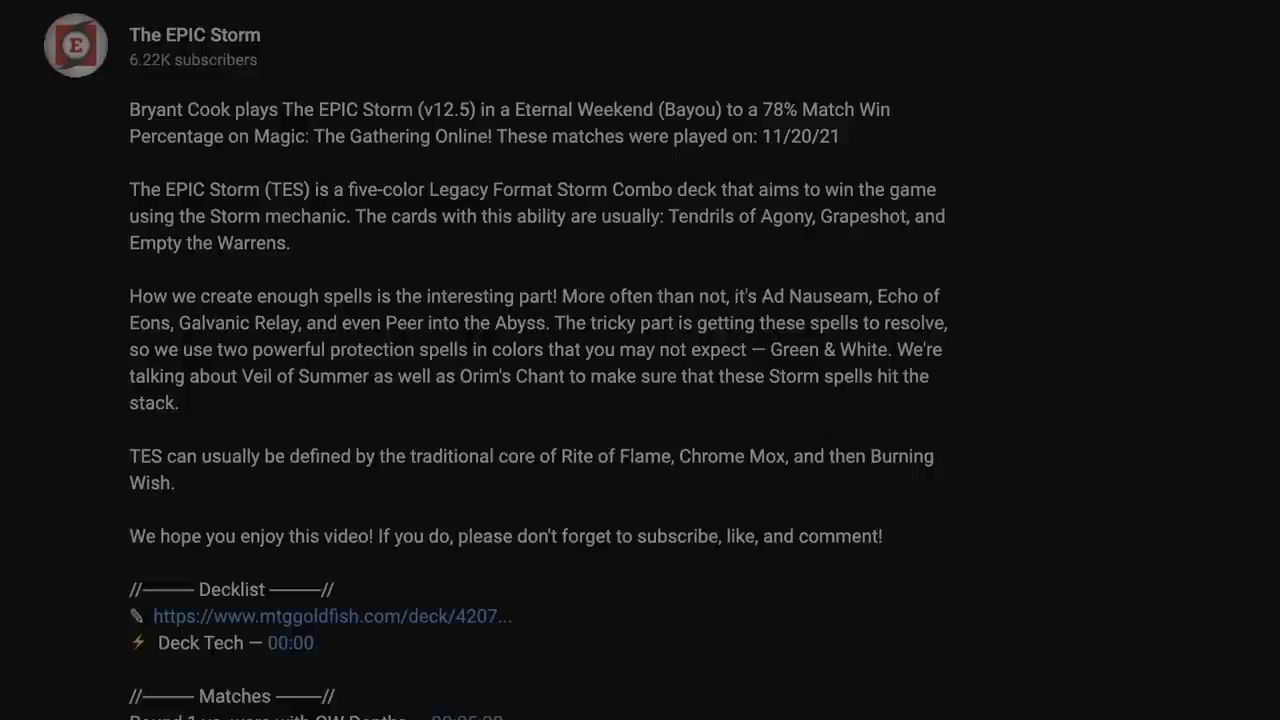 The EPIC Storm
6.22K subscribers
Bryant Cook plays The EPIC Storm (v12.5) in a Eternal Weekend (Bayou) to a 78% Match Win
Percentage on Magic: The Gathering Online! These matches were played on: 11/20/21
The EPIC Storm (TES) is a five-color Legacy Format Storm Combo deck that aims to win the game
using the Storm mechanic. The cards with this ability are usually: Tendrils of Agony, Grapeshot, and
Empty the Warrens.
How we create enough spells is the interesting part! More often than not, it's Ad Nauseam, Echo of
Eons, Galvanic Relay, and even Peer into the Abyss. The tricky part is getting these spells to resolve,
so we use two powerful protection spells in colors that you may not expect — Green & White. We're
talking about Veil of Summer as well as Orim's Chant to make sure that these Storm spells hit the
stack.
TES can usually be defined by the traditional core of Rite of Flame, Chrome Mox, and then Burning
Wish.
We hope you enjoy this video! If you do, please don't forget to subscribe, like, and comment!
//——— Decklist ———//
✎ https://www.mtggoldfish.com/deck/4207...
⚡ Deck Tech — 00:00
//——— Matches ———//